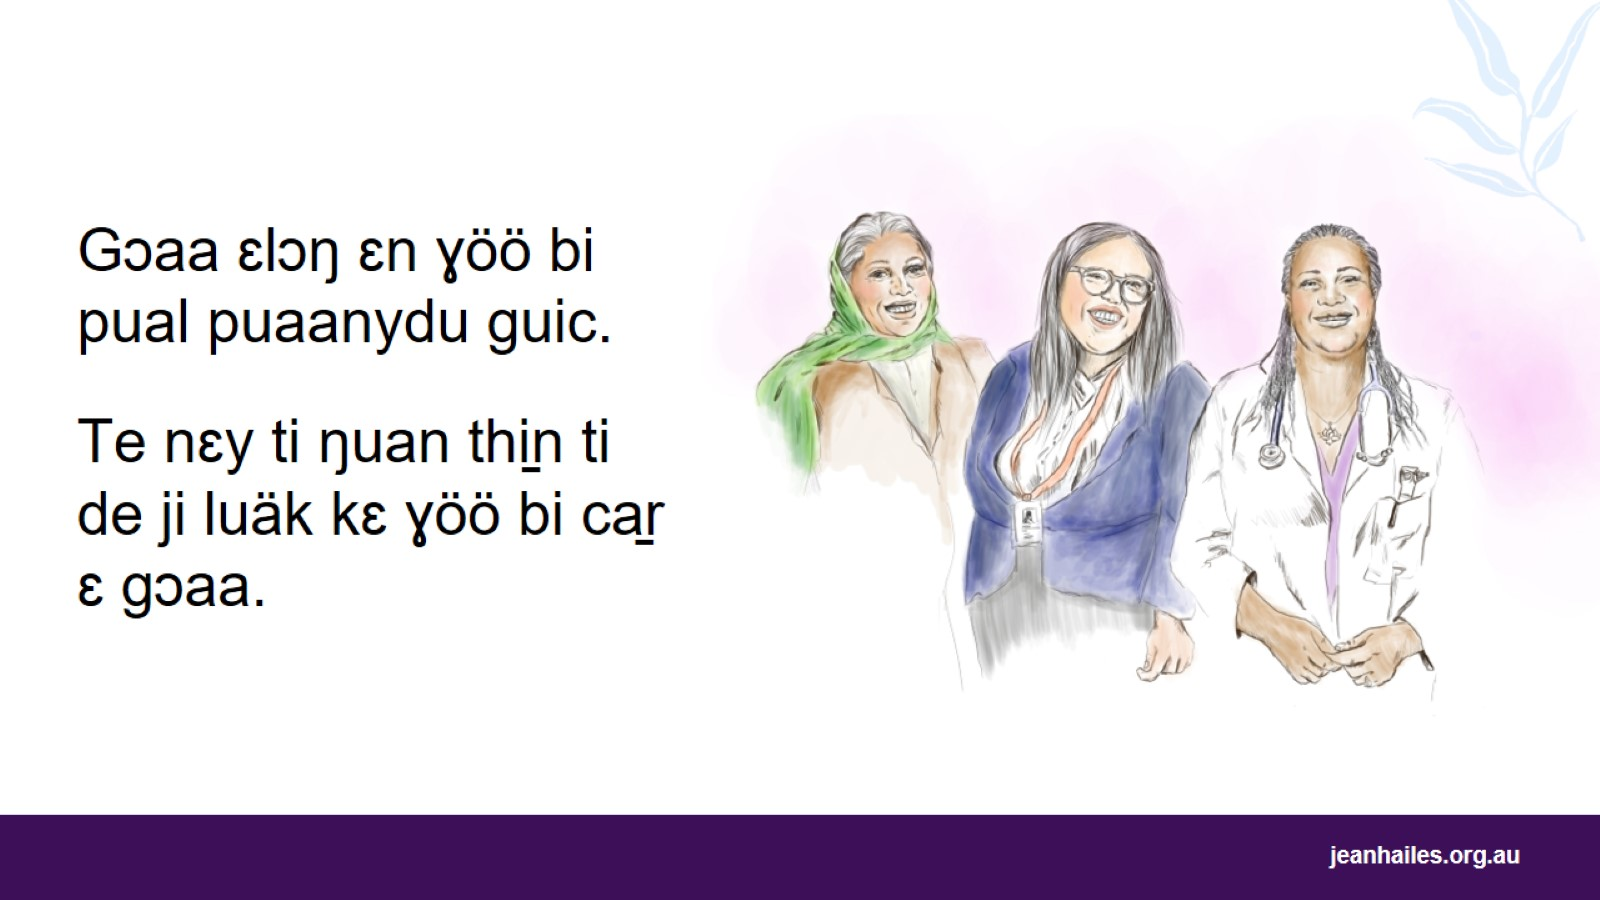 Gɔaa ɛlɔŋ ɛn ɣöö bi
pual puaanydu guic.
Te nɛy ti ŋuan thi̱n ti
de ji luäk kɛ ɣöö bi ca̱r
ɛ gɔaa.
jeanhailes.org.au